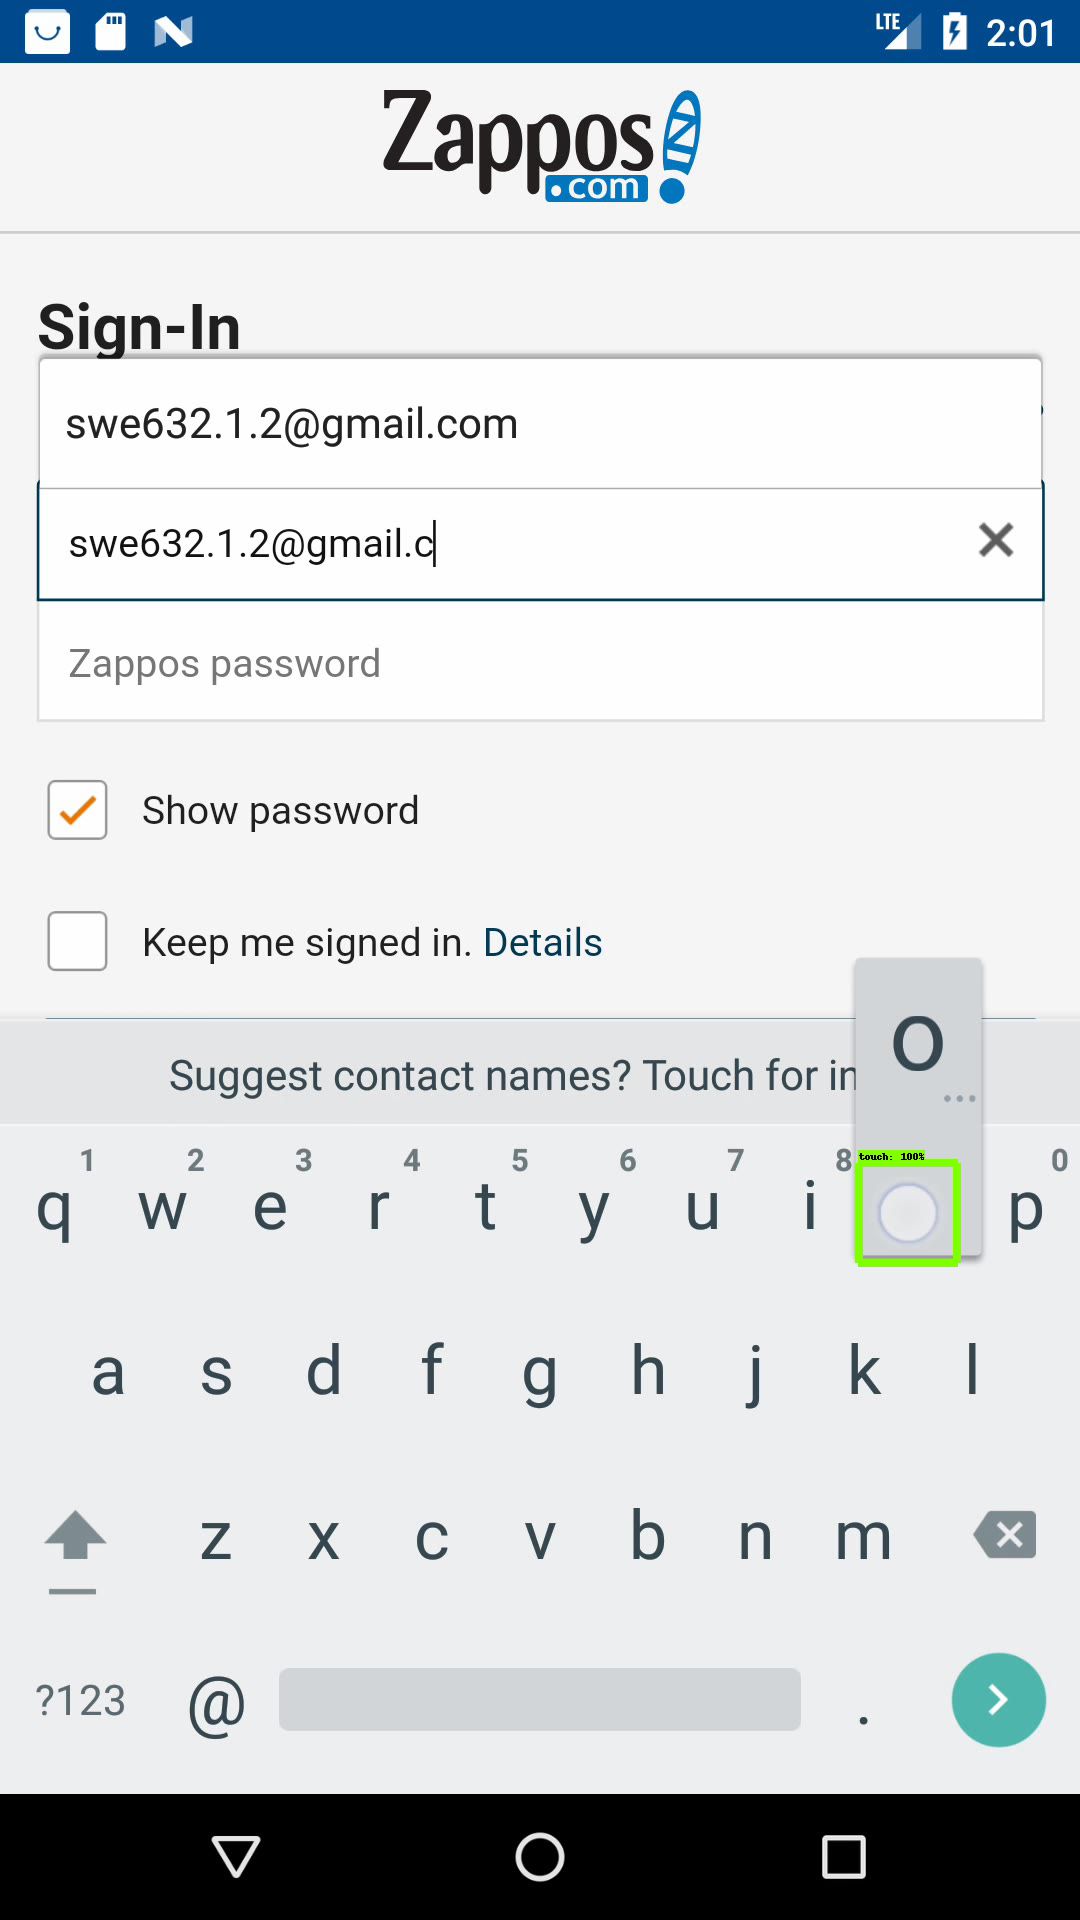 LTE 2:01
Zappos
.com
Sign-In
swe632.1.2@gmail.com
swe632.1.2@gmail.c
Zappos password
Show password
Keep me signed in. Details
o
Suggest contact names? Touch for in
...
touch: 100%
1 2 3 4 5 6 7 8 0
q w e r t y u i p
a s d f g h j k l
z x c v b n m
?123 @ .